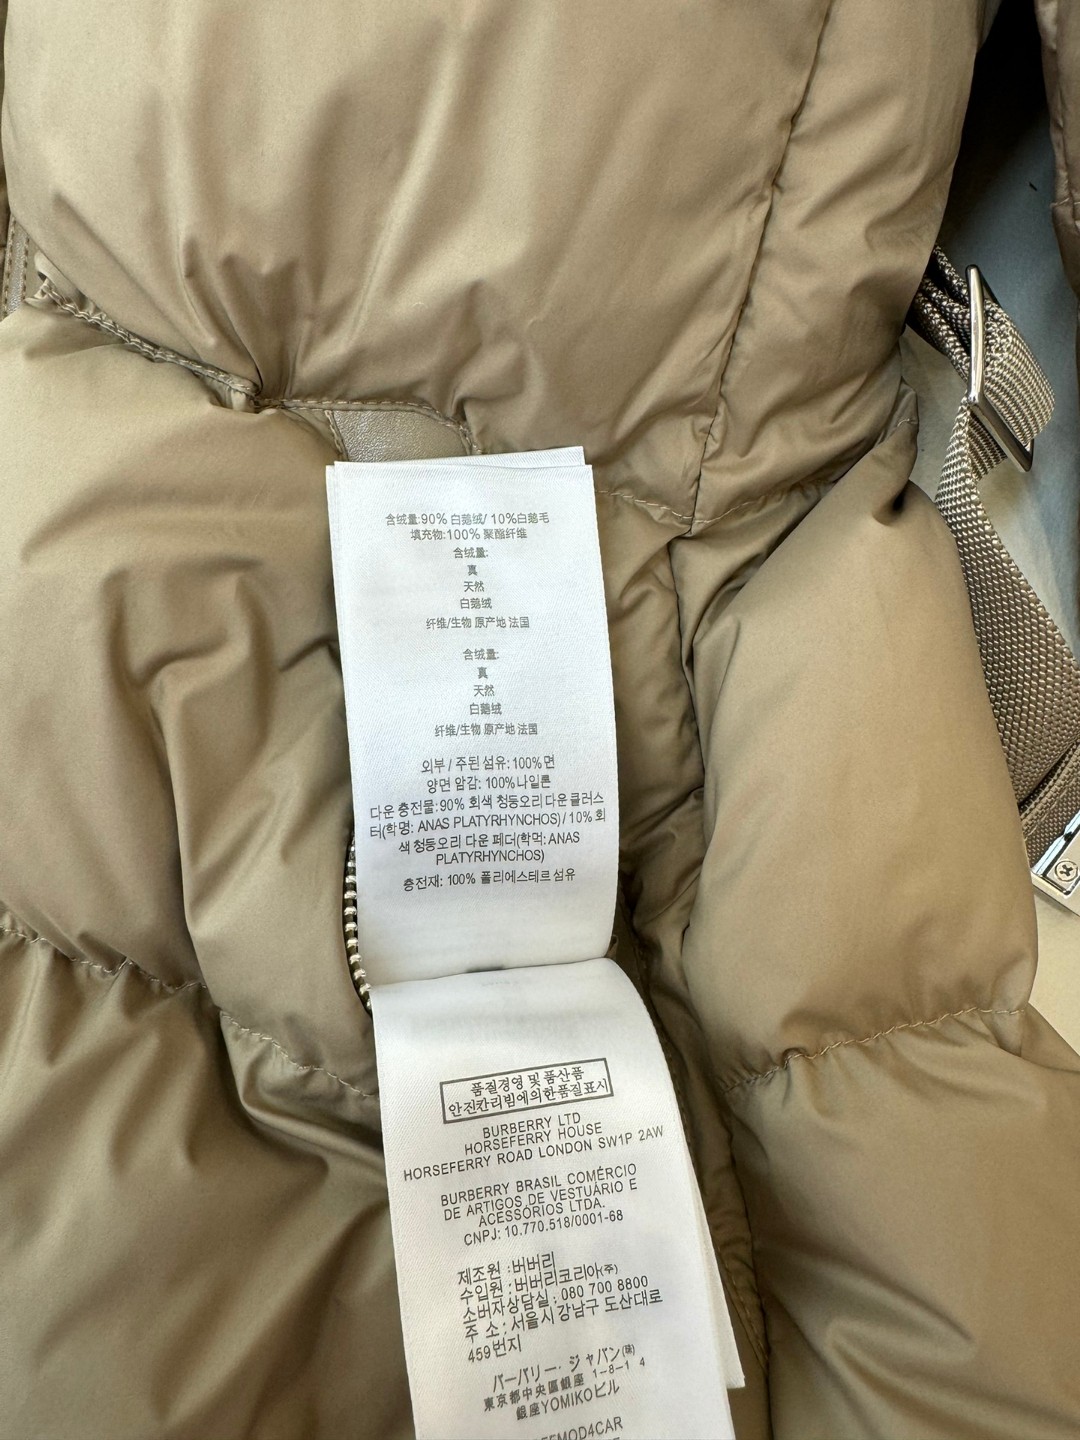 含绒量:90% 白鹅绒/ 10%白鹅毛
填充物:100% 聚酯纤维
含绒量:
真
天然
白鹅绒
纤维/生物 原产地 法国
含绒量:
真
天然
白鹅绒
纤维/生物 原产地 法国
외부 / 주된 섬유: 100% 면
양면 암감: 100%나일론
다운 충전물:90% 회색 청둥오리 다운 클러스
터(학명: ANAS PLATYRHYNCHOS) / 10% 회
색 청둥오리 다운 페더(학먹: ANAS
PLATYRHYNCHOS)
충전재: 100% 폴리에스테르 섬유
품질경영 및 품산품
안진칸리빔에의한품질표시
BURBERRY LTD
HORSEFERRY HOUSE
HORSEFERRY ROAD LONDON SW1P 2AW
BURBERRY BRASIL COMÉRCIO
DE ARTIGOS DE VESTUÁRIO E
ACESSÓRIOS LTDA.
CNPJ: 10.770.518/0001-68
제조원 :버버리
수입원 :버버리코리아(주)
소버자상담실 : 080 700 8800
주 소 : 서울시강남구 도산대로
459번지
バーバリー・ジャパン㈱
東京都中央區銀座 1-8-1 4
銀座YOMIKOビル
MOD4CAR